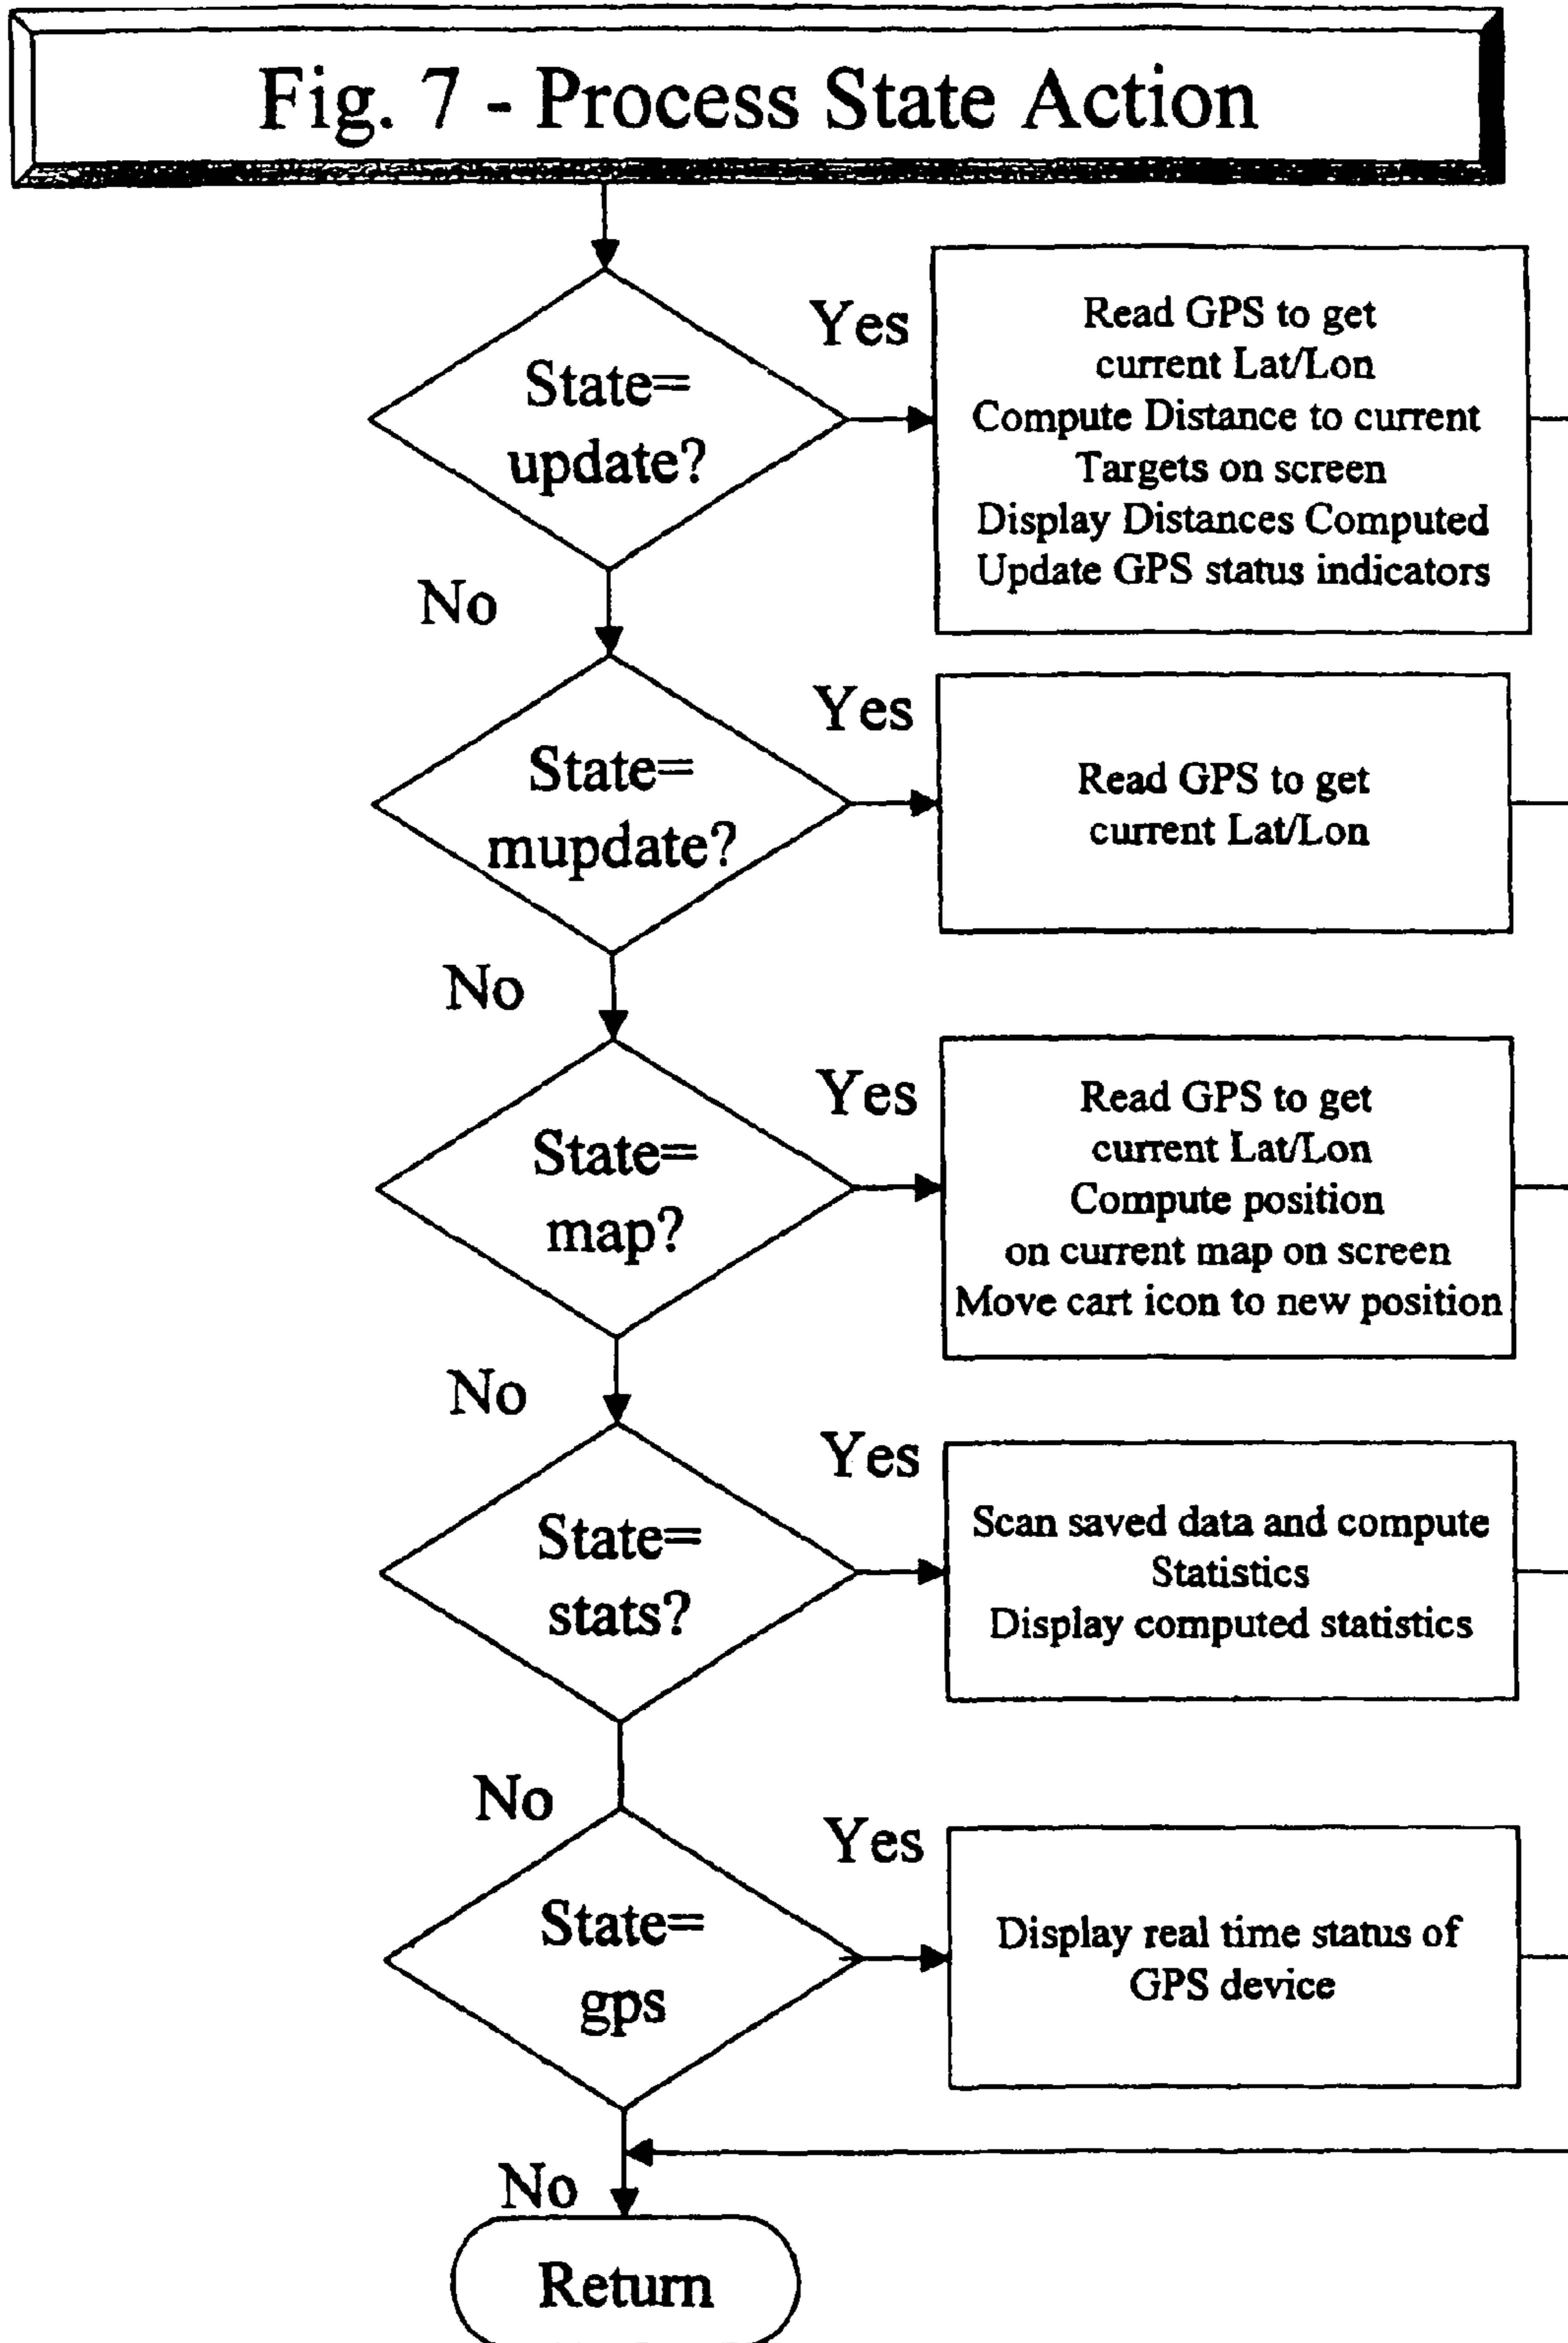 Fig. 7 - Process State Action
State=
update?
Yes
Read GPS to get
current Lat/Lon
Compute Distance to current
Targets on screen
Display Distances Computed
Update GPS status indicators
No
State=
mupdate?
Yes
Read GPS to get
current Lat/Lon
No
State=
map?
Yes
Read GPS to get
current Lat/Lon
Compute position
on current map on screen
Move cart icon to new position
No
State=
stats?
Yes
Scan saved data and compute
Statistics
Display computed statistics
No
State=
gps
Yes
Display real time status of
GPS device
No
Return